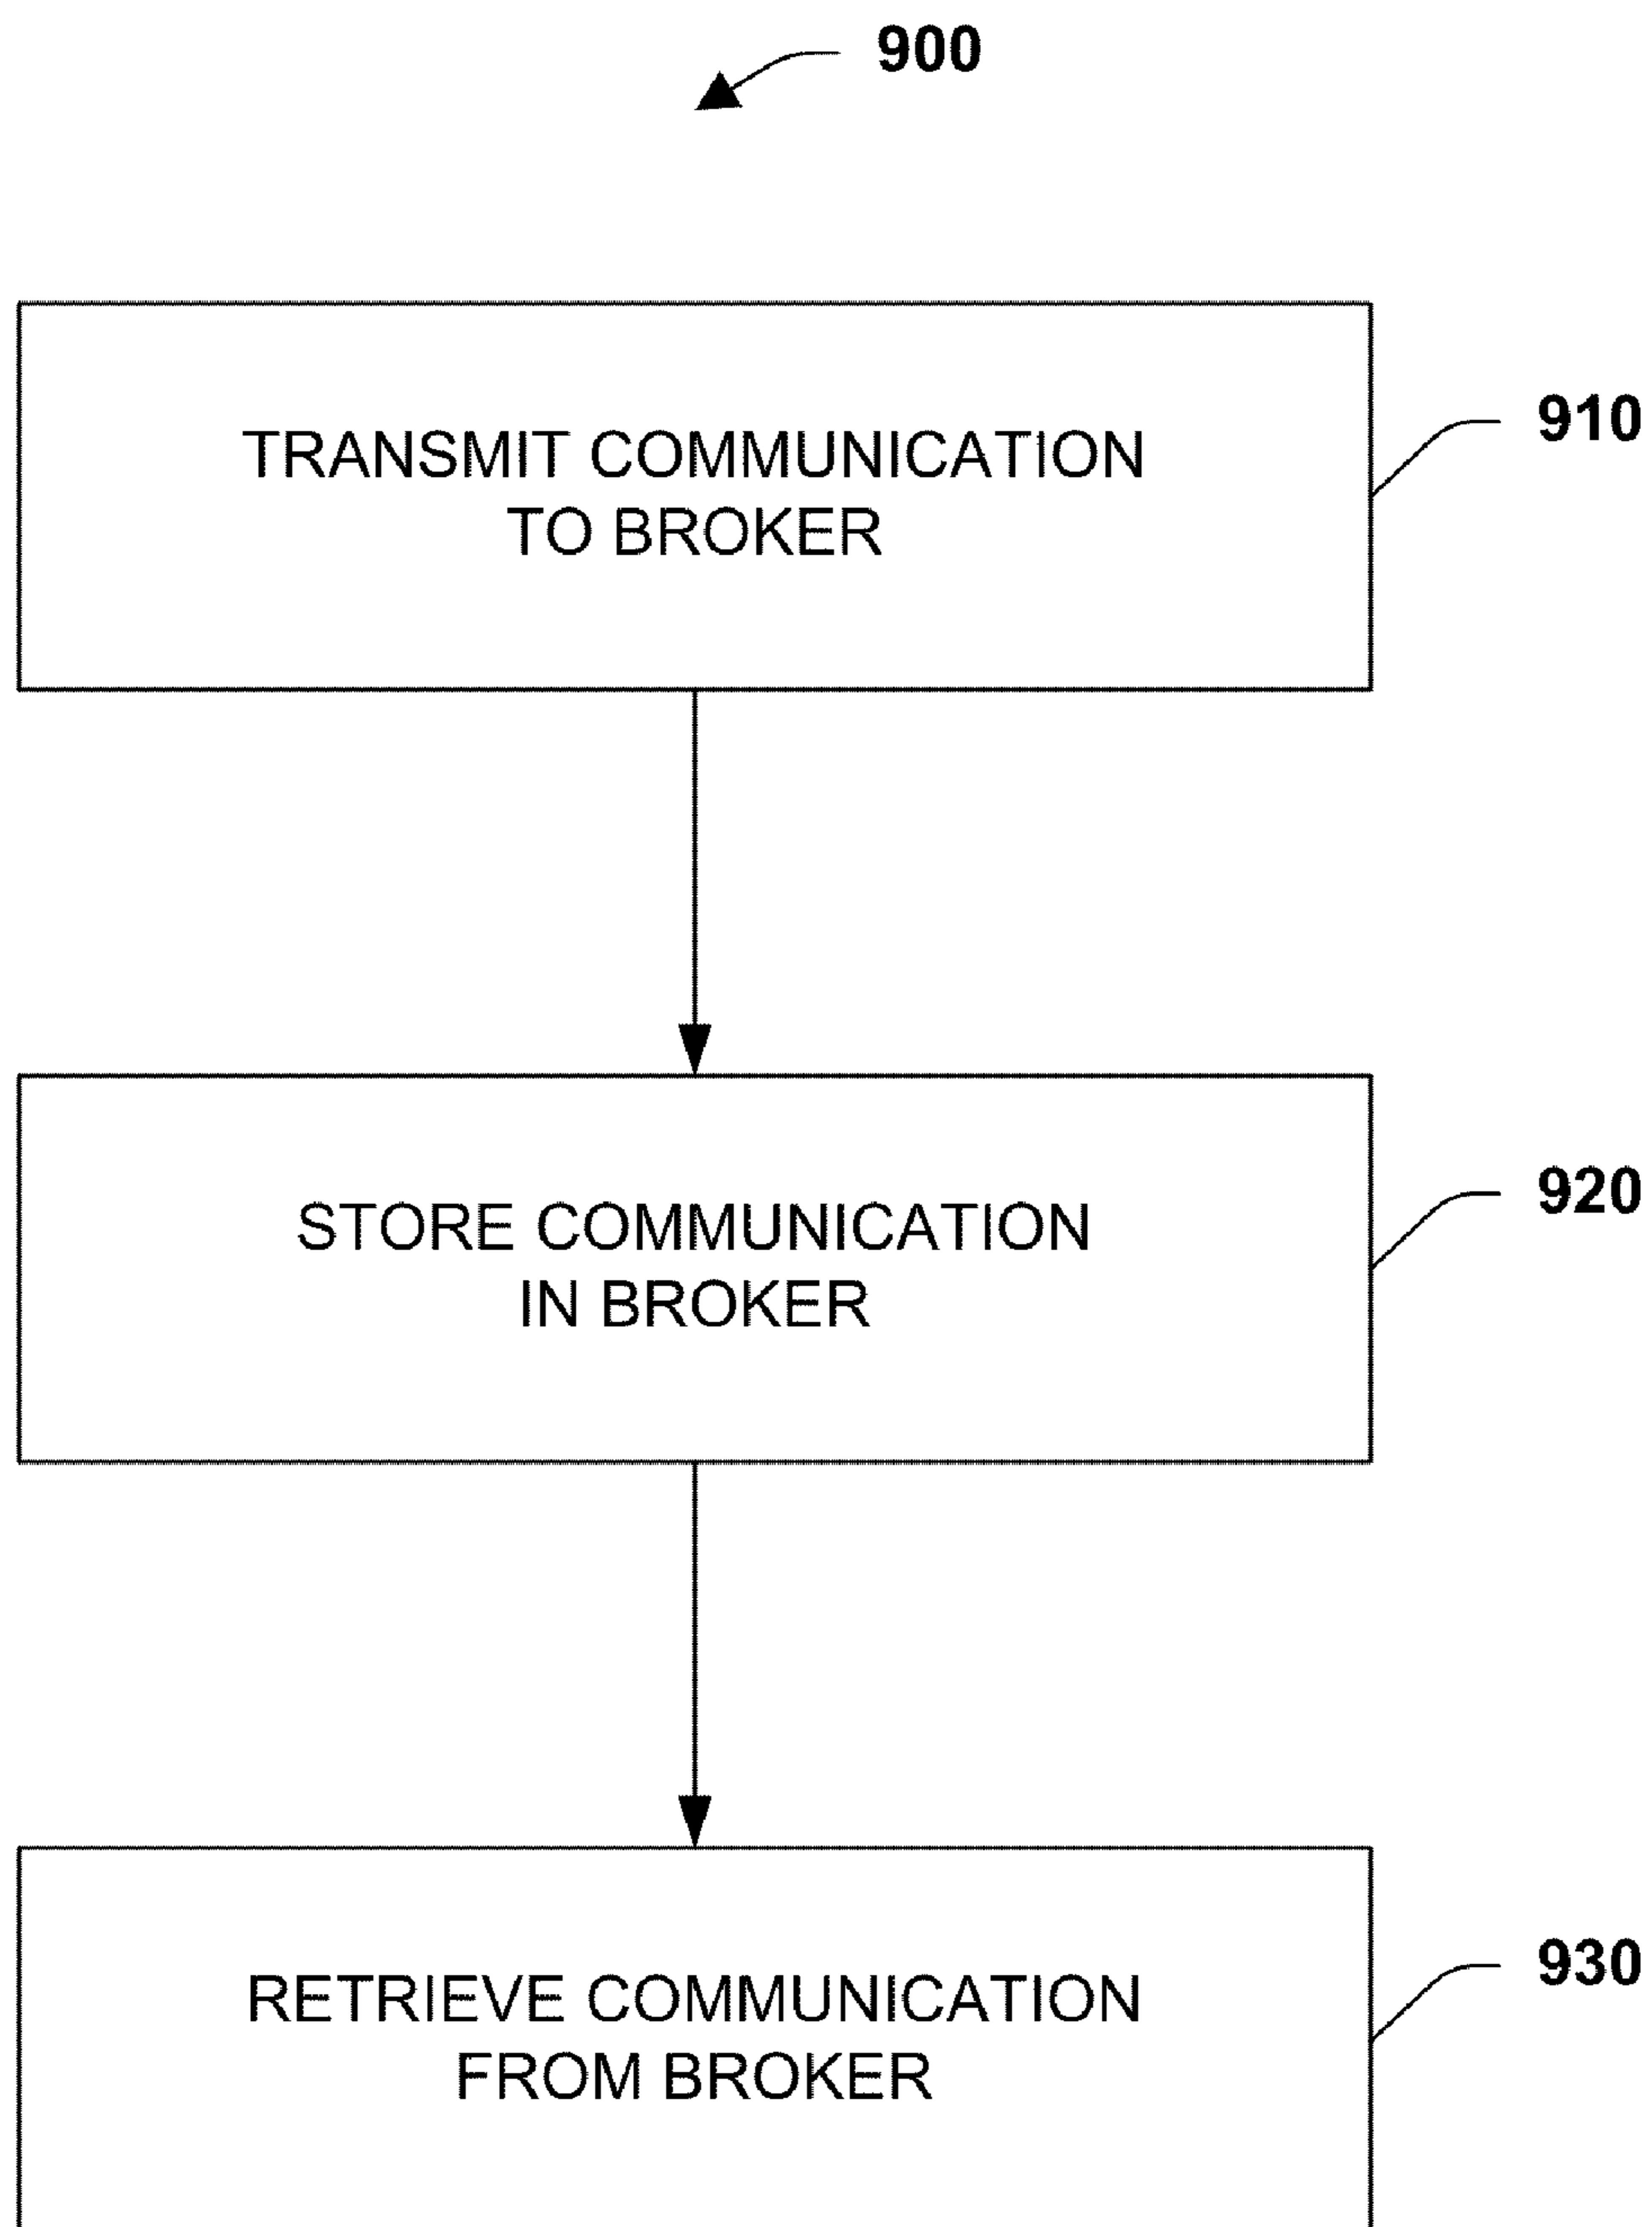 900
TRANSMIT COMMUNICATION
TO BROKER
910
STORE COMMUNICATION
IN BROKER
920
RETRIEVE COMMUNICATION
FROM BROKER
930